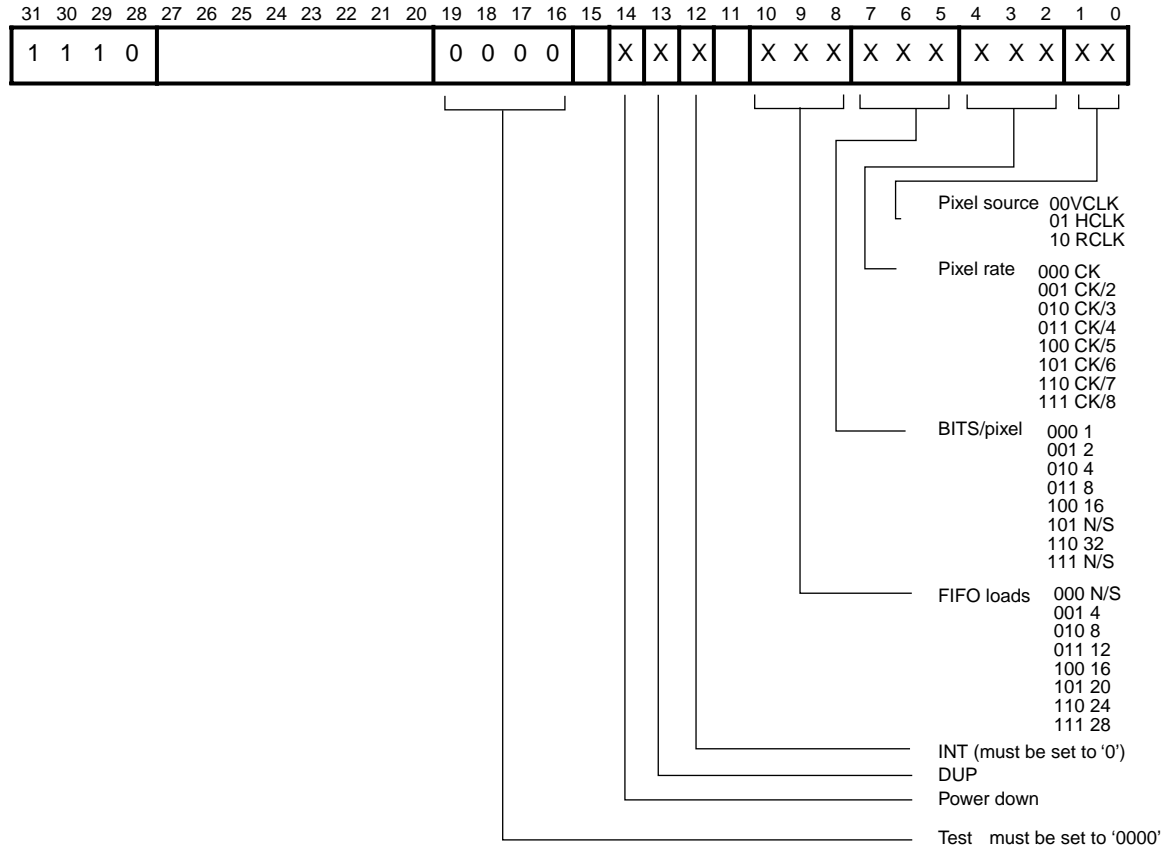 31 30 29 28 27 26 25 24 23 22 21 20 19 18 17 16 15 14 13 12 11 10 9 8 7 6 5 4 3 2 1 0
1 1 1 0 0 0 0 0 X X X X X X X X X X X X X X
Pixel source 00VCLK
01 HCLK
10 RCLK
Pixel rate 000 CK
001 CK/2
010 CK/3
011 CK/4
100 CK/5
101 CK/6
110 CK/7
111 CK/8
BITS/pixel 000 1
001 2
010 4
011 8
100 16
101 N/S
110 32
111 N/S
FIFO loads 000 N/S
001 4
010 8
011 12
100 16
101 20
110 24
111 28
INT (must be set to ‘0’)
DUP
Power down
Test must be set to ‘0000’